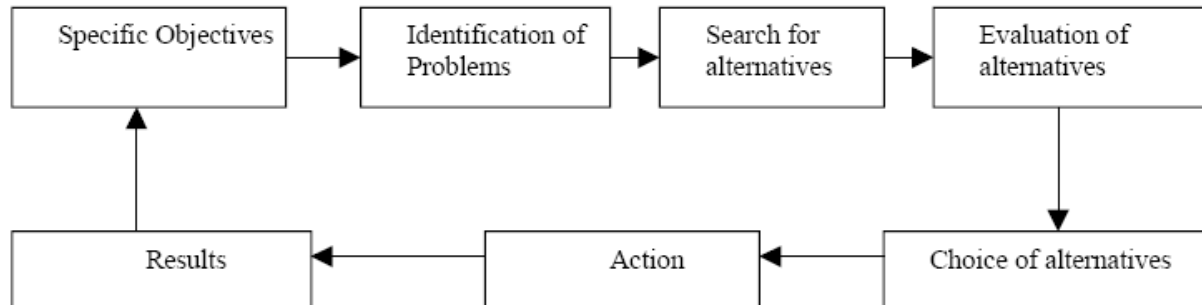 Specific Objectives
Identification of
Problems
Search for
alternatives
Evaluation of
alternatives
Choice of alternatives
Action
Results